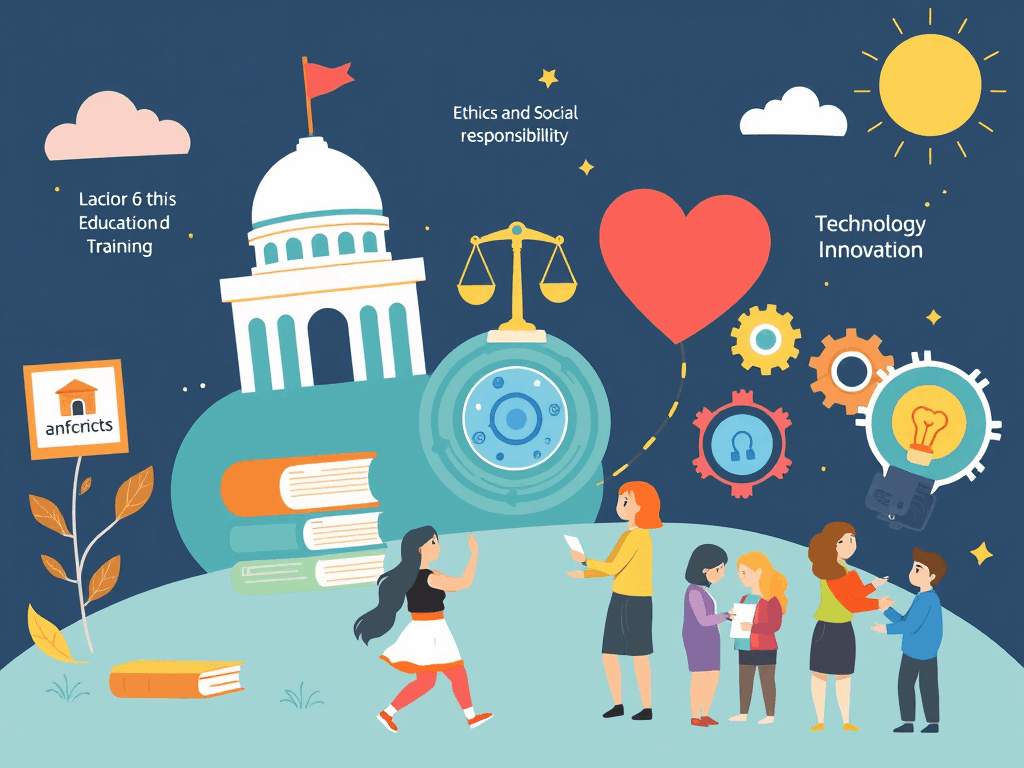 Ethics and Social
responsibillity
Lacior 6 this
Educationd
Training
Technology
Innovation
anfcricts